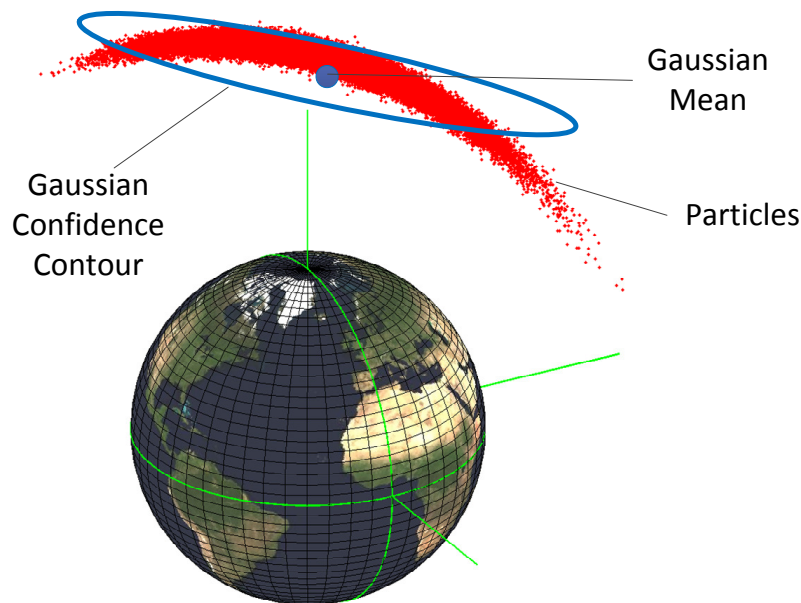 Gaussian
Mean
Gaussian
Confidence
Contour
Particles